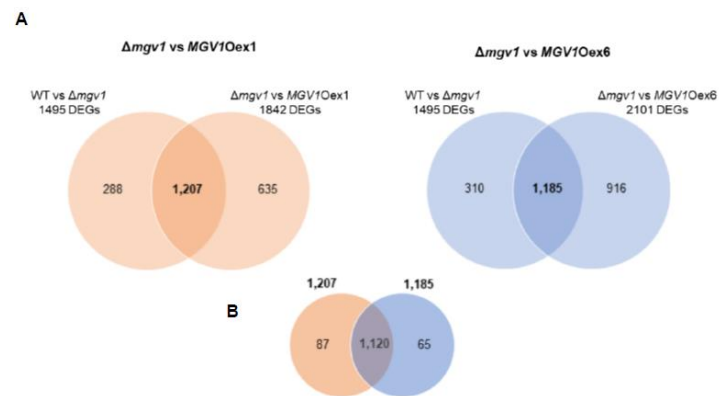 A
Δmgv1 vs MGV1Oex1
Δmgv1 vs MGV1Oex6
WT vs Δmgv1
1495 DEGs
Δmgv1 vs MGV1Oex1
1842 DEGs
WT vs Δmgv1
1495 DEGs
Δmgv1 vs MGV1Oex6
2101 DEGs
288
1,207
635
310
1,185
916
1,207
1,185
B
87
1,120
65